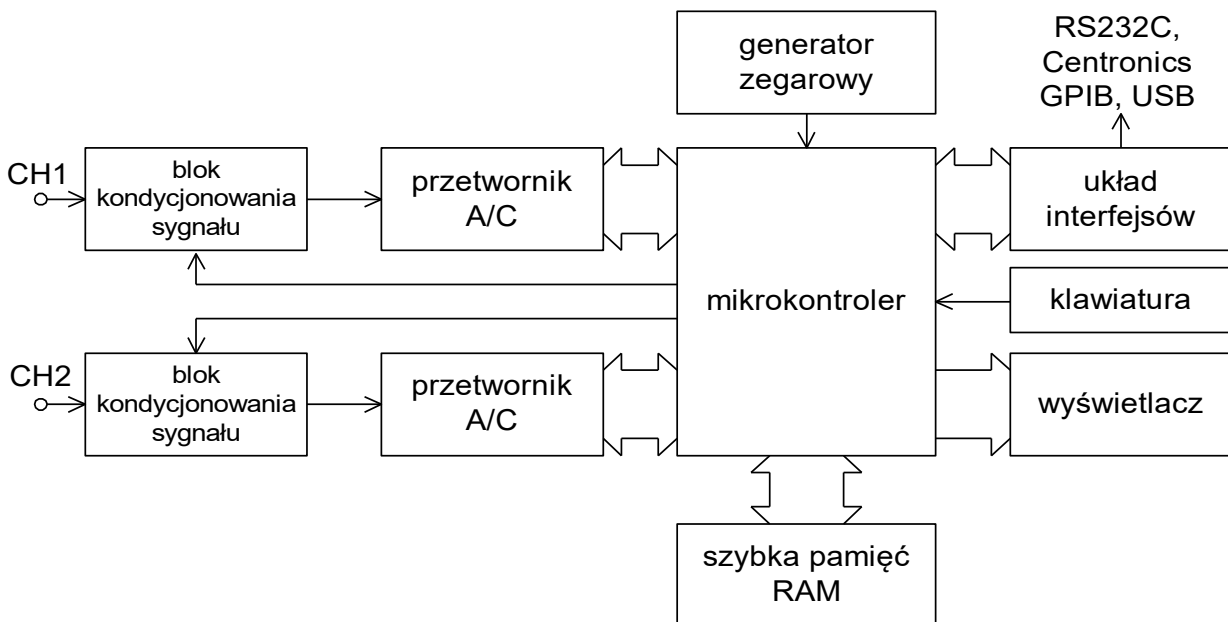 generator
zegarowy
RS232C,
Centronics
GPIB, USB
CH1
blok
kondycjonowania
sygnału
przetwornik
A/C
mikrokontroler
układ
interfejsów
klawiatura
CH2
blok
kondycjonowania
sygnału
przetwornik
A/C
wyświetlacz
szybka pamięć
RAM